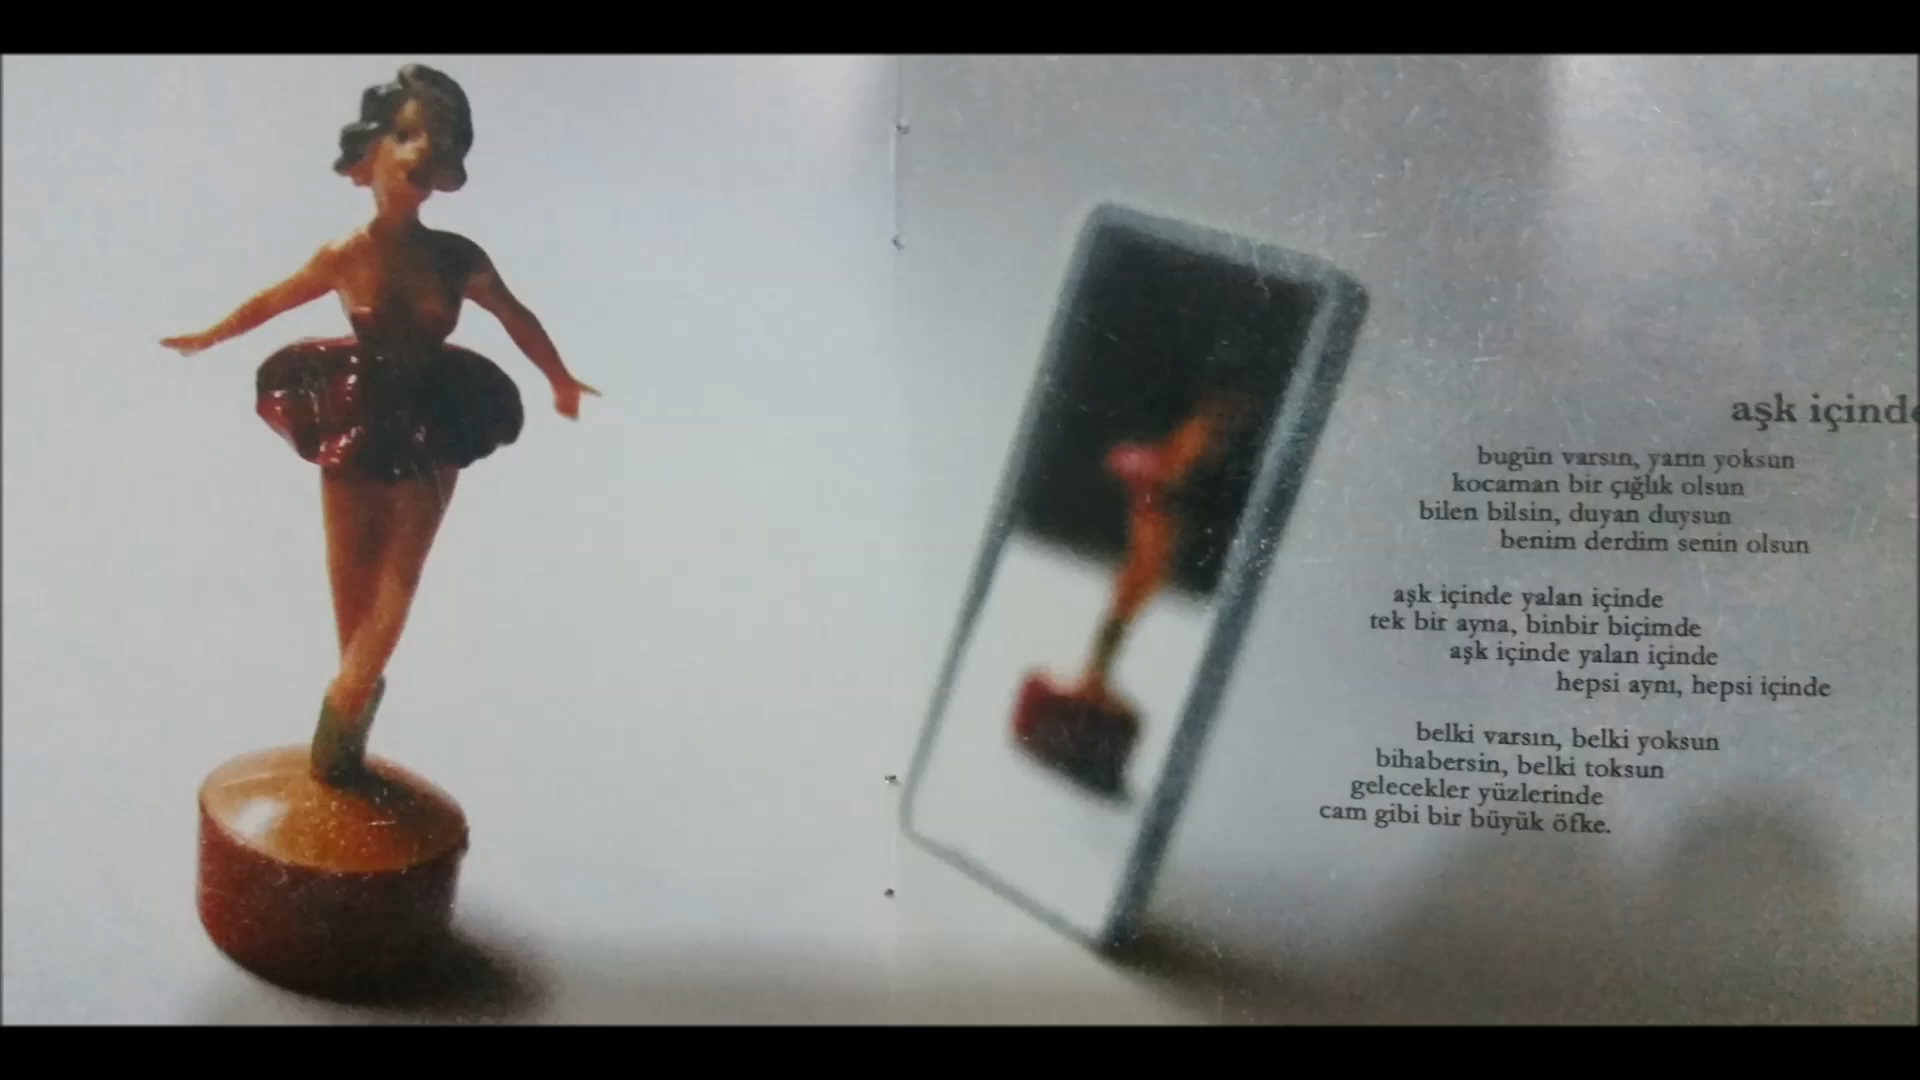 aşk içinde
bugün varsın, yarın yoksun
kocaman bir çığlık olsun
bilen bilsin, duyan duysun
benim derdim senin olsun
aşk içinde yalan içinde
tek bir ayna, binbir biçimde
aşk içinde yalan içinde
hepsi aynı, hepsi içinde
belki varsın, belki yoksun
bihabersin, belki toksun
gelecekler yüzlerinde
cam gibi bir büyük öfke.